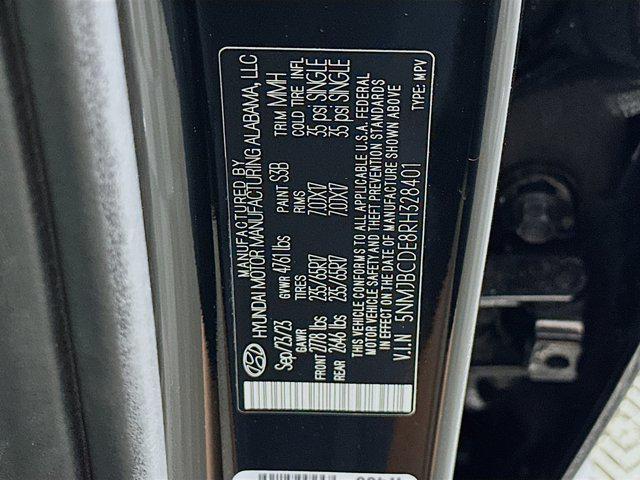 MANUFACTURED BY
HYUNDAI MOTOR MANUFACTURING ALABAMA, LLC
Sep/23/23 GVWR 4761 lbs PAINT S3B TRIM MMH
GAWR TIRES RIMS COLD TIRE INFL
FRONT 2778 lbs 235/65R17 7.0JX17 35 psi SINGLE
REAR 2646 lbs 235/65R17 7.0JX17 35 psi SINGLE
THIS VEHICLE CONFORMS TO ALL APPLICABLE U.S.A. FEDERAL
MOTOR VEHICLE SAFETY AND THEFT PREVENTION STANDARDS
IN EFFECT ON THE DATE OF MANUFACTURE SHOWN ABOVE
V.I.N : 5NMJBCDE8RH328401 TYPE: MPV